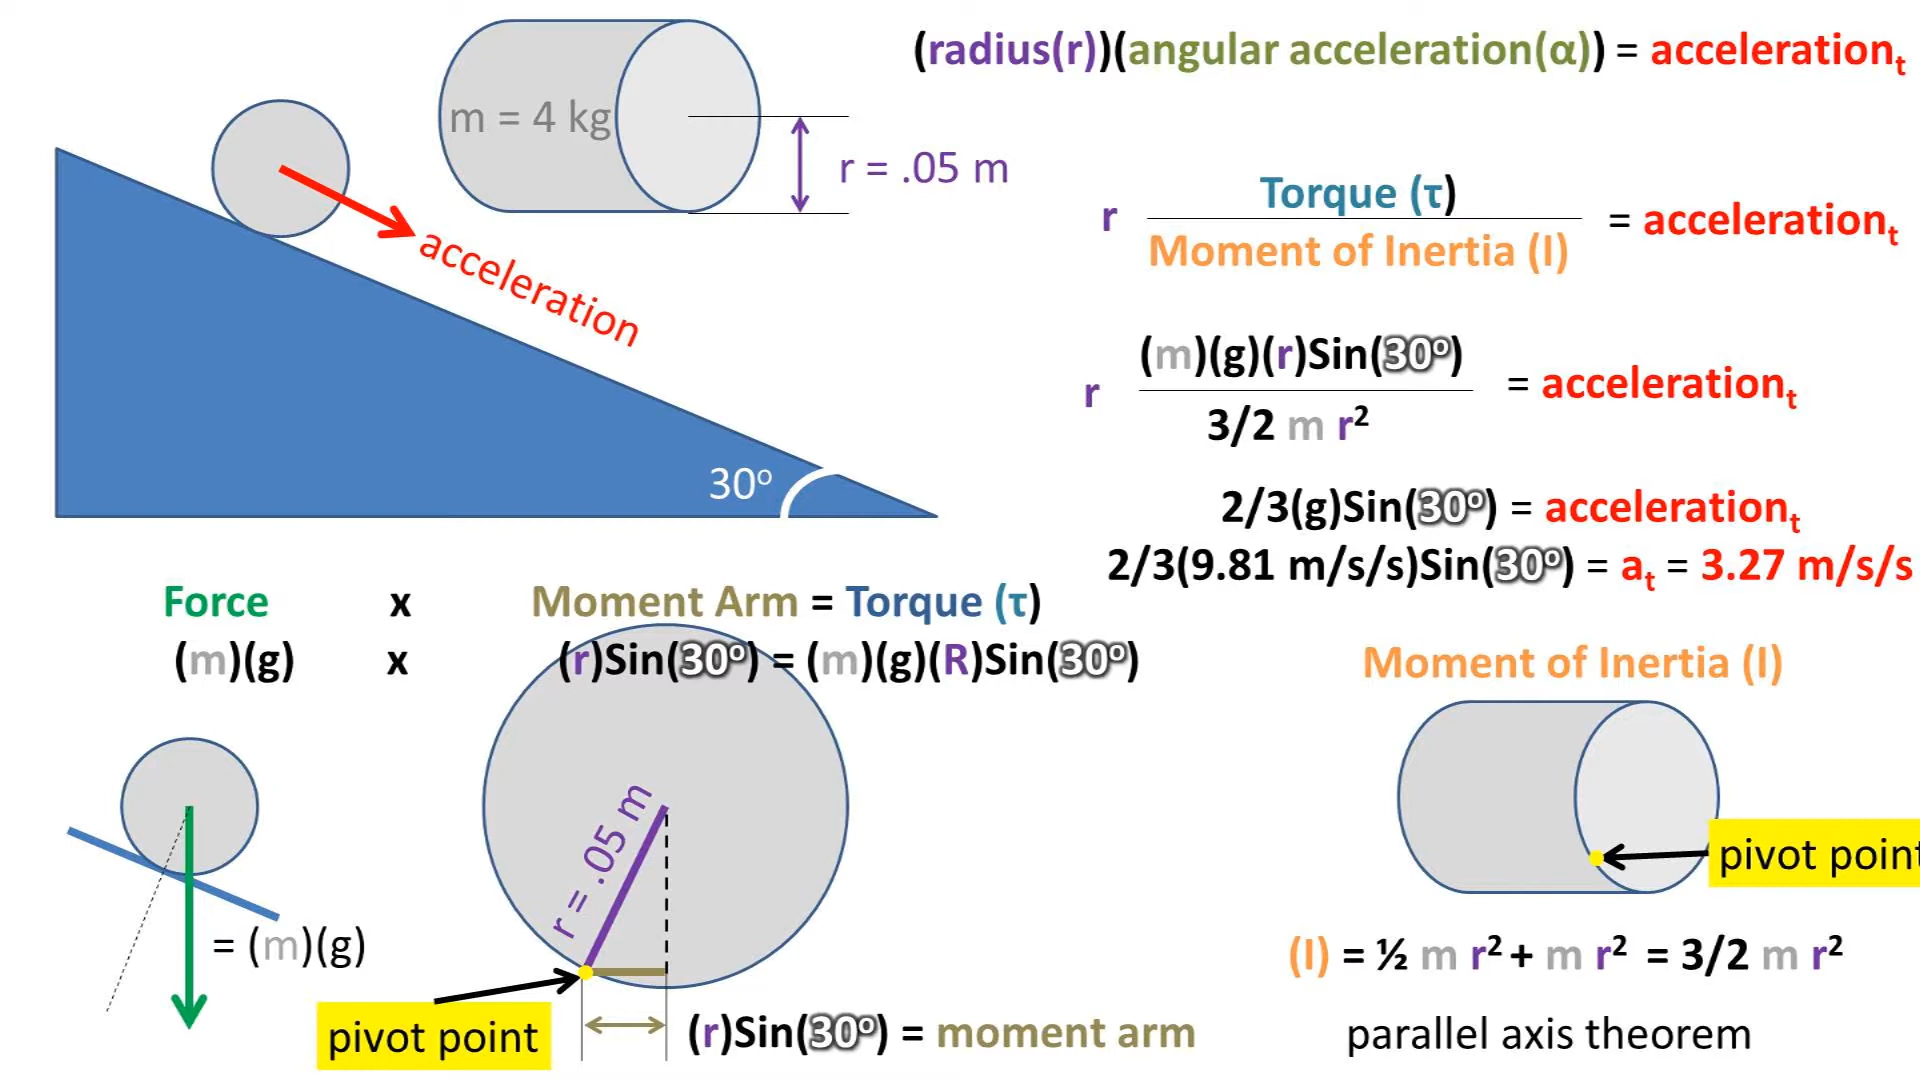 (radius(r))(angular acceleration(α)) = accelerationt
m = 4 kg
r = .05 m
acceleration
30º
r Torque (τ) = accelerationt
Moment of Inertia (I)
r (m)(g)(r)Sin(30º) = accelerationt
3/2 m r²
2/3(g)Sin(30º) = accelerationt
2/3(9.81 m/s/s)Sin(30º) = at = 3.27 m/s/s
Force x Moment Arm = Torque (τ)
(m)(g) x (r)Sin(30º) = (m)(g)(R)Sin(30º)
= (m)(g)
r = .05 m
pivot point
(r)Sin(30º) = moment arm
Moment of Inertia (I)
pivot point
(I) = ½ m r² + m r² = 3/2 m r²
parallel axis theorem